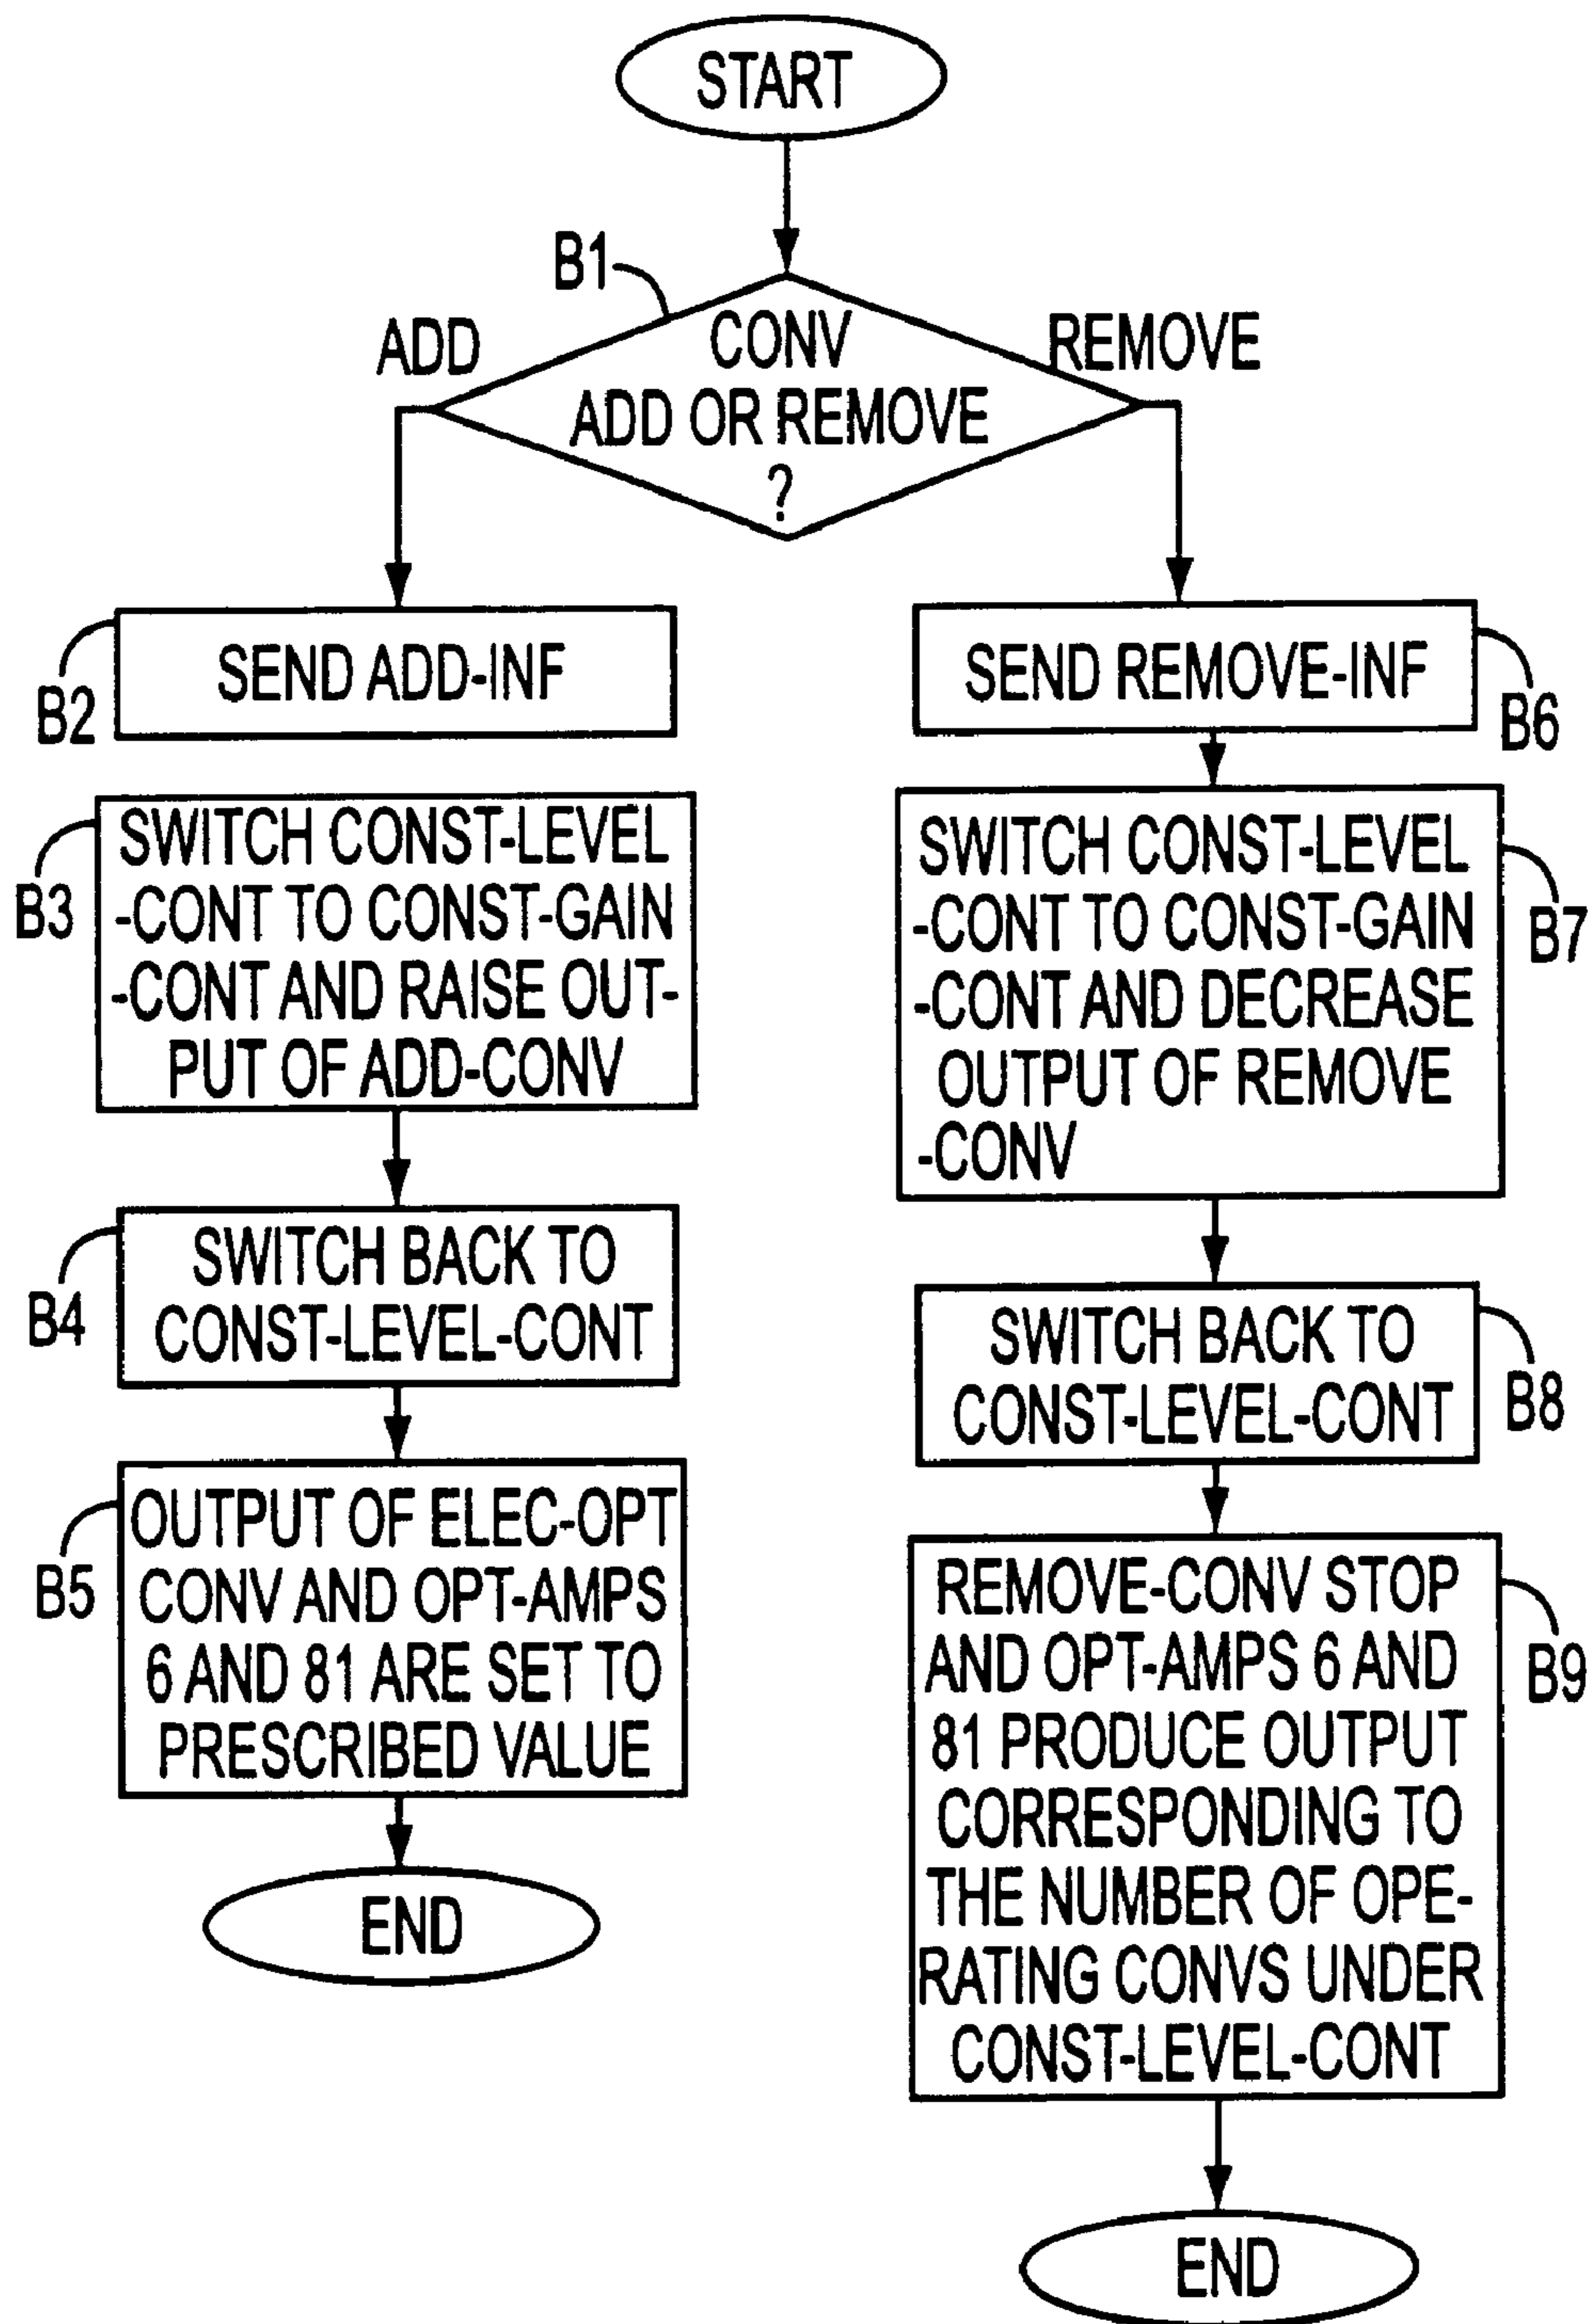 START
B1
CONV
ADD OR REMOVE
?
ADD
REMOVE
B2
SEND ADD-INF
B3
SWITCH CONST-LEVEL
-CONT TO CONST-GAIN
-CONT AND RAISE OUT-
PUT OF ADD-CONV
B4
SWITCH BACK TO
CONST-LEVEL-CONT
B5
OUTPUT OF ELEC-OPT
CONV AND OPT-AMPS
6 AND 81 ARE SET TO
PRESCRIBED VALUE
END
SEND REMOVE-INF
B6
SWITCH CONST-LEVEL
-CONT TO CONST-GAIN
-CONT AND DECREASE
OUTPUT OF REMOVE
-CONV
B7
SWITCH BACK TO
CONST-LEVEL-CONT
B8
REMOVE-CONV STOP
AND OPT-AMPS 6 AND
81 PRODUCE OUTPUT
CORRESPONDING TO
THE NUMBER OF OPE-
RATING CONVS UNDER
CONST-LEVEL-CONT
B9
END